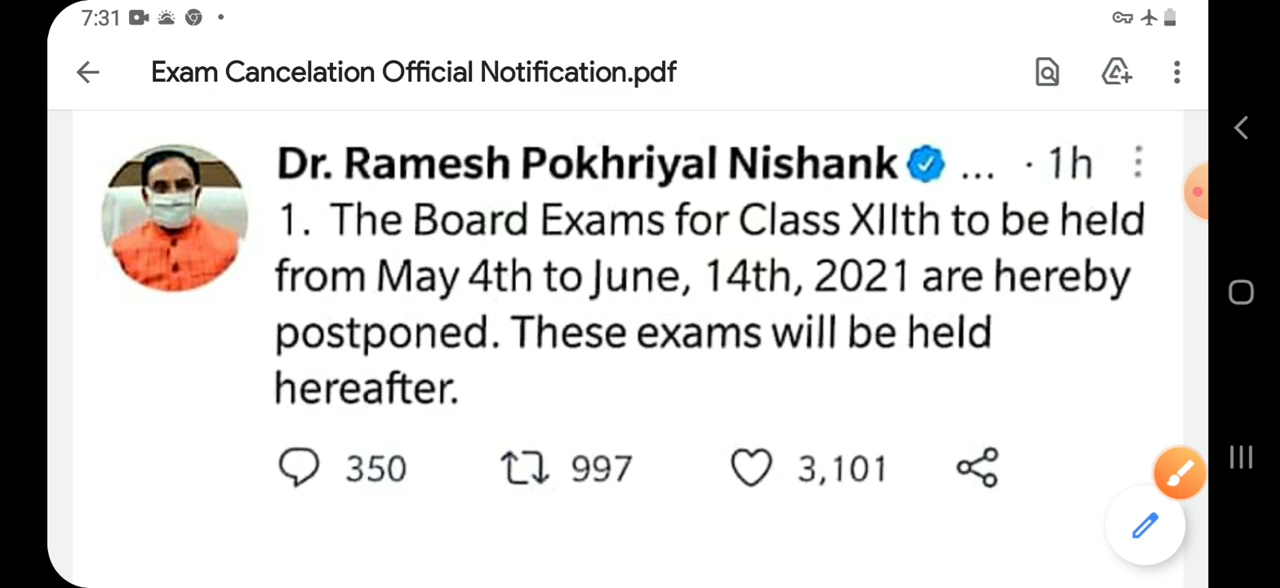 7:31
Exam Cancelation Official Notification.pdf
Dr. Ramesh Pokhriyal Nishank ... · 1h
1. The Board Exams for Class XIIth to be held
from May 4th to June, 14th, 2021 are hereby
postponed. These exams will be held
hereafter.
350 997 3,101